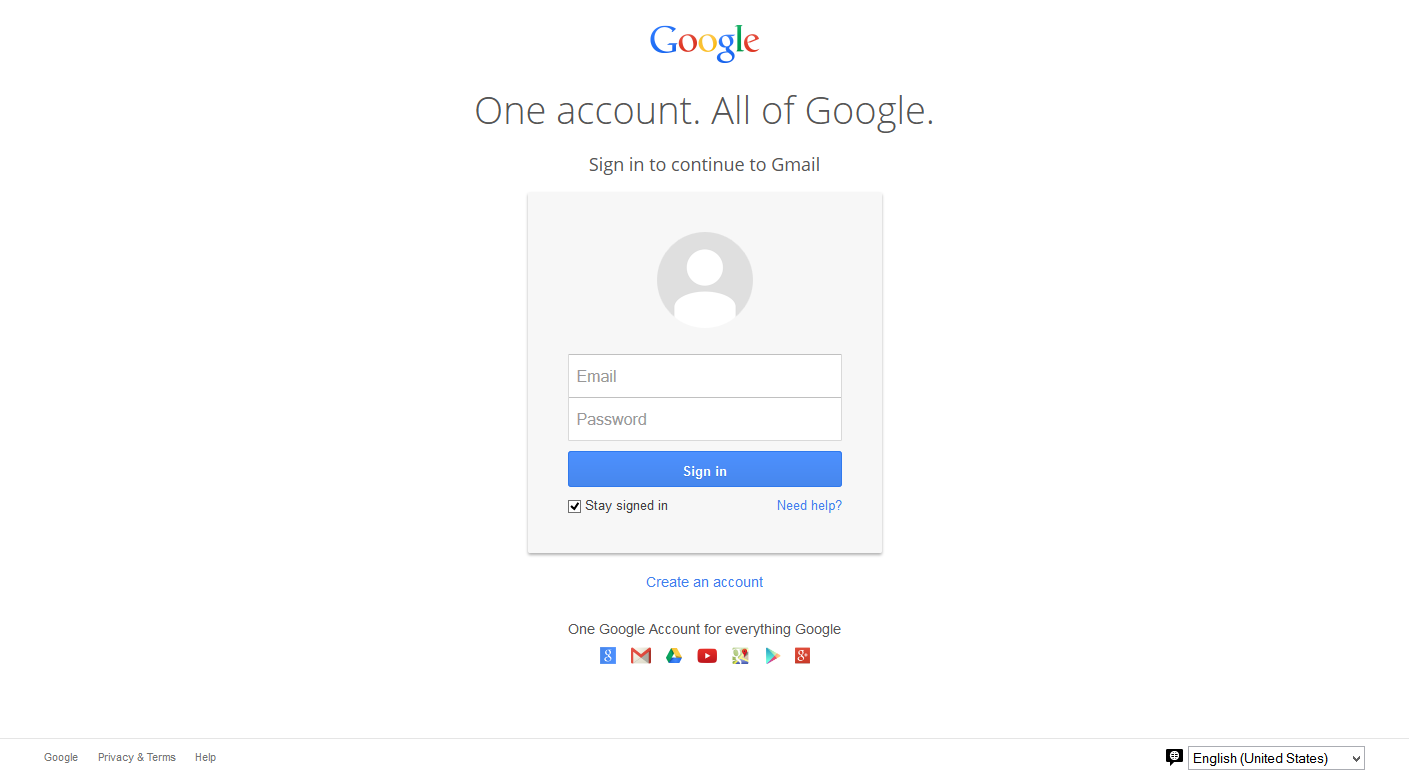 Google
One account. All of Google.
Sign in to continue to Gmail
Email
Password
Sign in
Stay signed in
Need help?
Create an account
One Google Account for everything Google
Google
Privacy & Terms
Help
English (United States)